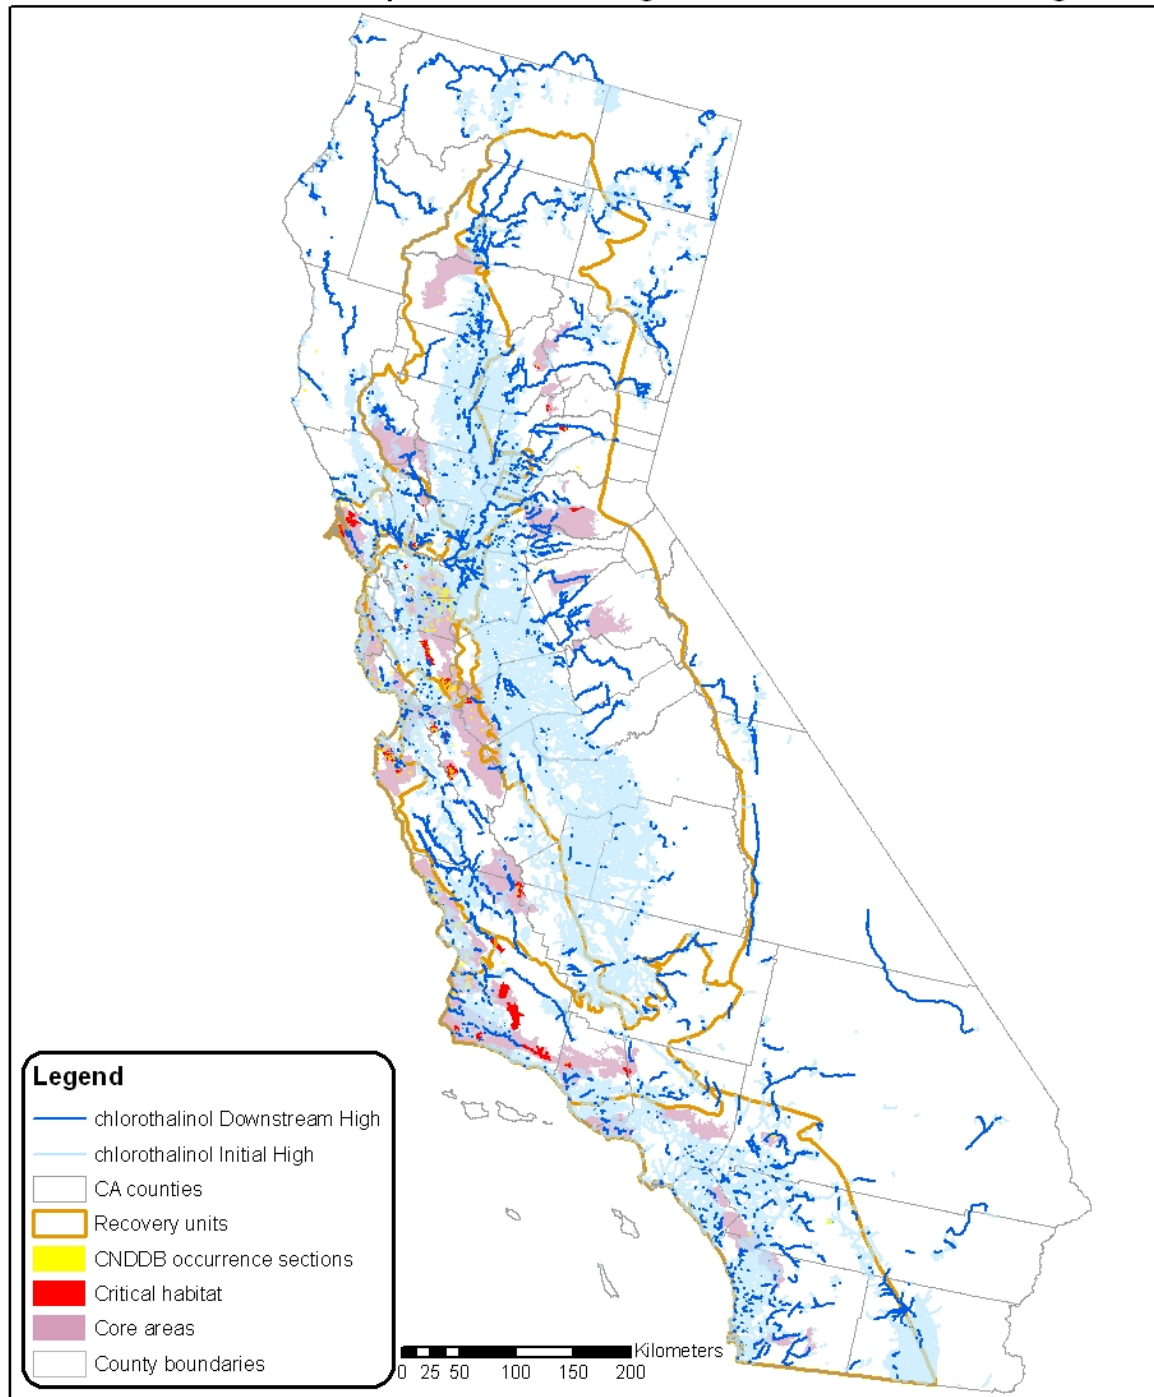 Legend
chlorothalinol Downstream High
chlorothalinol Initial High
CA counties
Recovery units
CNDDB occurrence sections
Critical habitat
Core areas
County boundaries
Kilometers
0 25 50 100 150 200